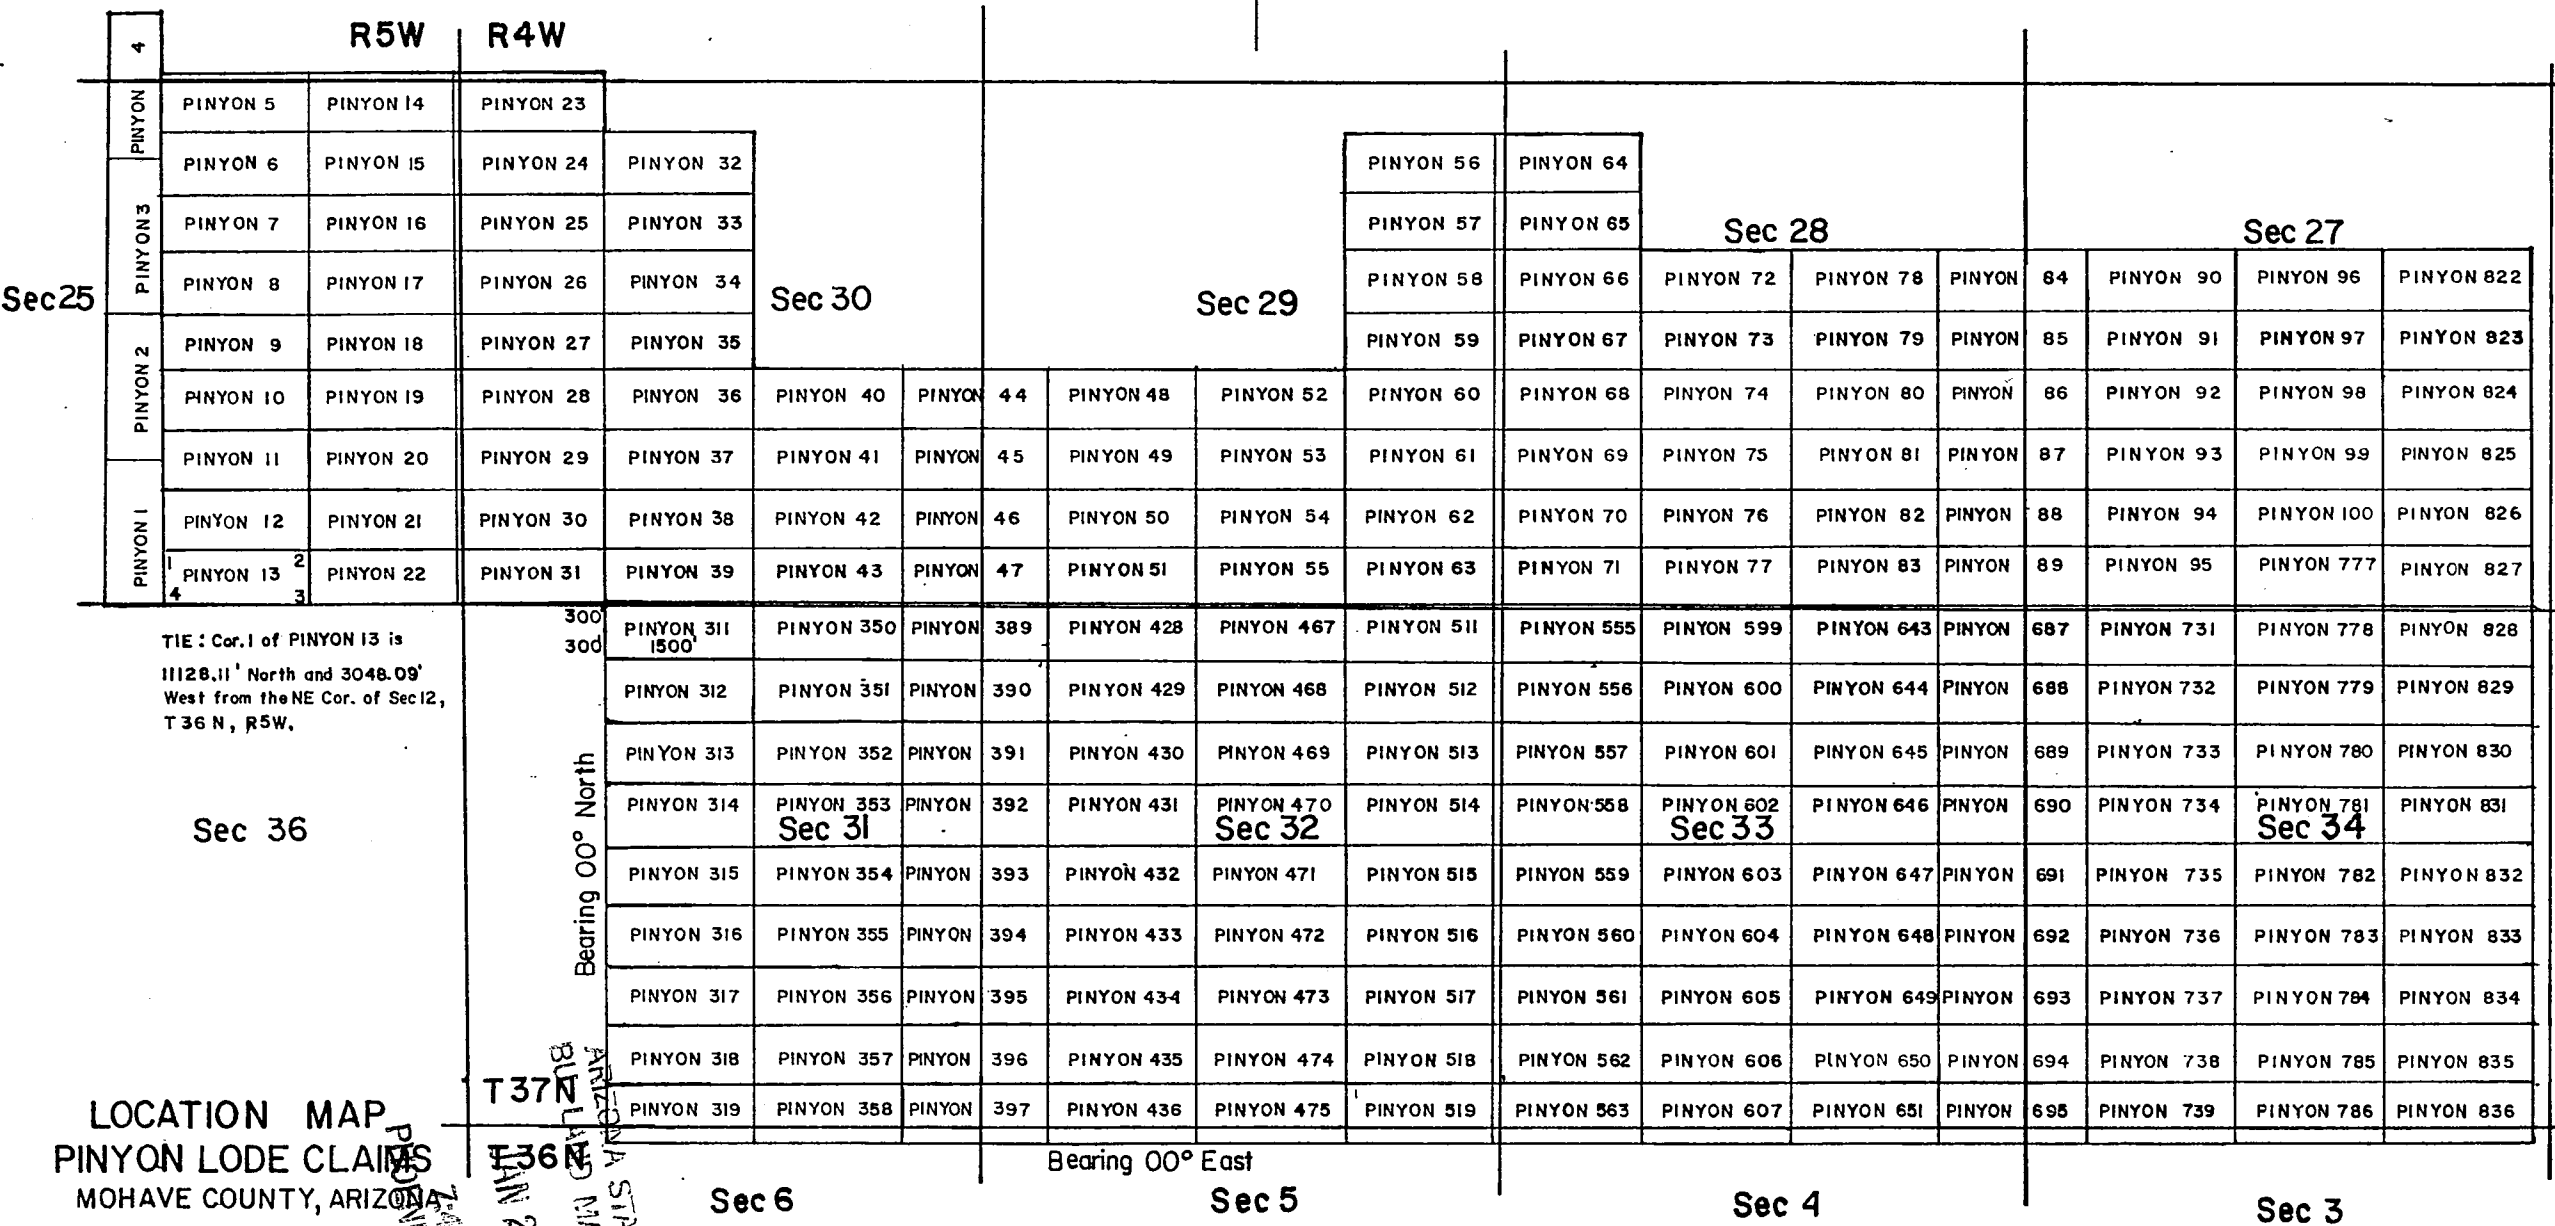 R5W R4W
4
PINYON PINYON 5 PINYON 14 PINYON 23
PINYON 6 PINYON 15 PINYON 24 PINYON 32 PINYON 56 PINYON 64
PINYON 3 PINYON 7 PINYON 16 PINYON 25 PINYON 33 PINYON 57 PINYON 65 Sec 28 Sec 27
Sec 25 PINYON 8 PINYON 17 PINYON 26 PINYON 34 Sec 30 Sec 29 PINYON 58 PINYON 66 PINYON 72 PINYON 78 PINYON 84 PINYON 90 PINYON 96 PINYON 822
PINYON 2 PINYON 9 PINYON 18 PINYON 27 PINYON 35 PINYON 59 PINYON 67 PINYON 73 PINYON 79 PINYON 85 PINYON 91 PINYON 97 PINYON 823
PINYON 10 PINYON 19 PINYON 28 PINYON 36 PINYON 40 PINYON 44 PINYON 48 PINYON 52 PINYON 60 PINYON 68 PINYON 74 PINYON 80 PINYON 86 PINYON 92 PINYON 98 PINYON 824
PINYON 11 PINYON 20 PINYON 29 PINYON 37 PINYON 41 PINYON 45 PINYON 49 PINYON 53 PINYON 61 PINYON 69 PINYON 75 PINYON 81 PINYON 87 PINYON 93 PINYON 99 PINYON 825
PINYON 1 PINYON 12 PINYON 21 PINYON 30 PINYON 38 PINYON 42 PINYON 46 PINYON 50 PINYON 54 PINYON 62 PINYON 70 PINYON 76 PINYON 82 PINYON 88 PINYON 94 PINYON 100 PINYON 826
1 2
PINYON 13 PINYON 22 PINYON 31 PINYON 39 PINYON 43 PINYON 47 PINYON 51 PINYON 55 PINYON 63 PINYON 71 PINYON 77 PINYON 83 PINYON 89 PINYON 95 PINYON 777 PINYON 827
4 3
300 PINYON 311 PINYON 350 PINYON 389 PINYON 428 PINYON 467 PINYON 511 PINYON 555 PINYON 599 PINYON 643 PINYON 687 PINYON 731 PINYON 778 PINYON 828
300 1500'
TIE: Cor. 1 of PINYON 13 is
11128.11' North and 3048.09'
West from the NE Cor. of Sec 12,
T 36 N, R5W.
PINYON 312 PINYON 351 PINYON 390 PINYON 429 PINYON 468 PINYON 512 PINYON 556 PINYON 600 PINYON 644 PINYON 688 PINYON 732 PINYON 779 PINYON 829
Bearing 00° North
PINYON 313 PINYON 352 PINYON 391 PINYON 430 PINYON 469 PINYON 513 PINYON 557 PINYON 601 PINYON 645 PINYON 689 PINYON 733 PINYON 780 PINYON 830
PINYON 314 PINYON 353 PINYON 392 PINYON 431 PINYON 470 PINYON 514 PINYON 558 PINYON 602 PINYON 646 PINYON 690 PINYON 734 PINYON 781 PINYON 831
Sec 36 Sec 31 Sec 32 Sec 33 Sec 34
PINYON 315 PINYON 354 PINYON 393 PINYON 432 PINYON 471 PINYON 515 PINYON 559 PINYON 603 PINYON 647 PINYON 691 PINYON 735 PINYON 782 PINYON 832
PINYON 316 PINYON 355 PINYON 394 PINYON 433 PINYON 472 PINYON 516 PINYON 560 PINYON 604 PINYON 648 PINYON 692 PINYON 736 PINYON 783 PINYON 833
PINYON 317 PINYON 356 PINYON 395 PINYON 434 PINYON 473 PINYON 517 PINYON 561 PINYON 605 PINYON 649 PINYON 693 PINYON 737 PINYON 784 PINYON 834
PINYON 318 PINYON 357 PINYON 396 PINYON 435 PINYON 474 PINYON 518 PINYON 562 PINYON 606 PINYON 650 PINYON 694 PINYON 738 PINYON 785 PINYON 835
PINYON 319 PINYON 358 PINYON 397 PINYON 436 PINYON 475 PINYON 519 PINYON 563 PINYON 607 PINYON 651 PINYON 695 PINYON 739 PINYON 786 PINYON 836
T37N
T36N
Bearing 00° East
Sec 6 Sec 5 Sec 4 Sec 3
LOCATION MAP
PINYON LODE CLAIMS
MOHAVE COUNTY, ARIZONA
ARIZONA
LAND
JAN